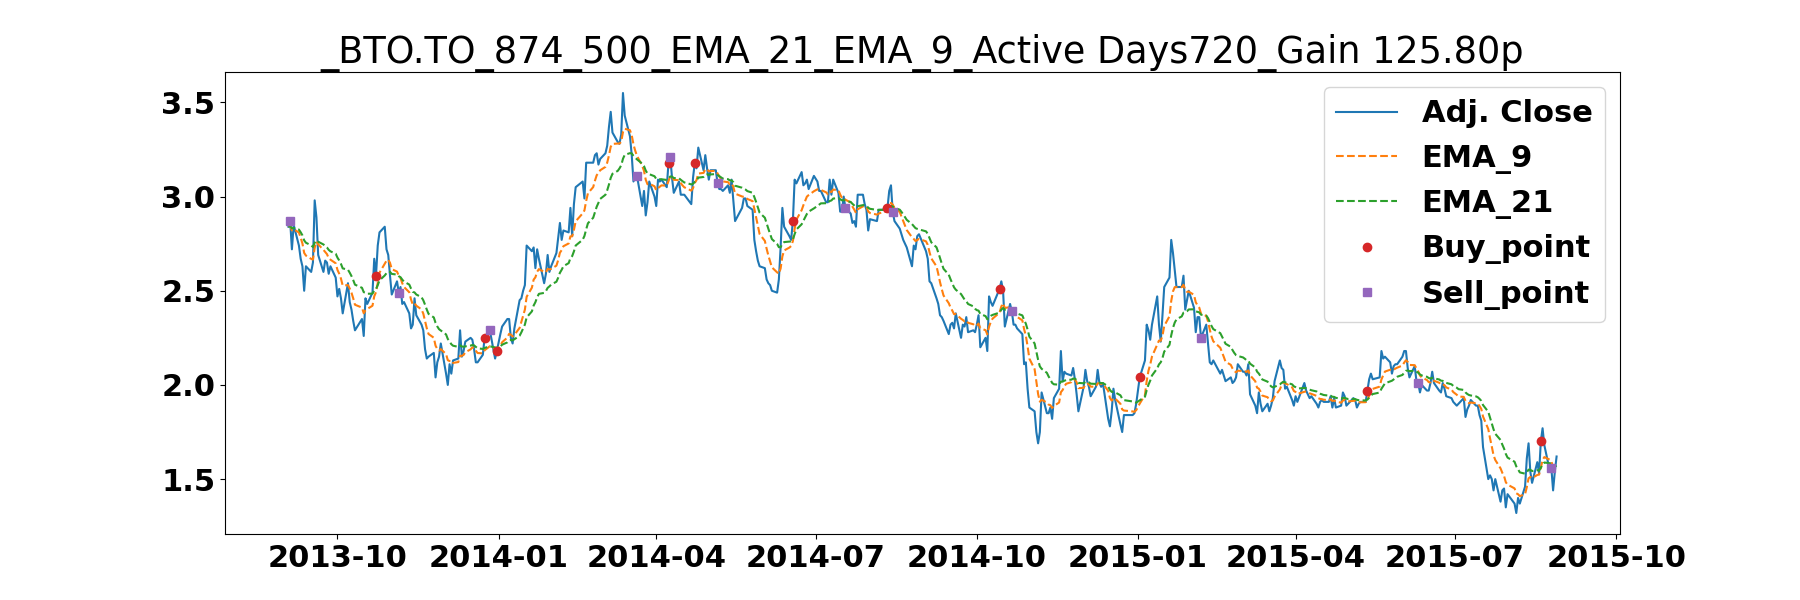 _BTO.TO_874_500_EMA_21_EMA_9_Active Days720_Gain 125.80p
3.5
3.0
2.5
2.0
1.5
Adj. Close
EMA_9
EMA_21
Buy_point
Sell_point
2013-10 2014-01 2014-04 2014-07 2014-10 2015-01 2015-04 2015-07 2015-10